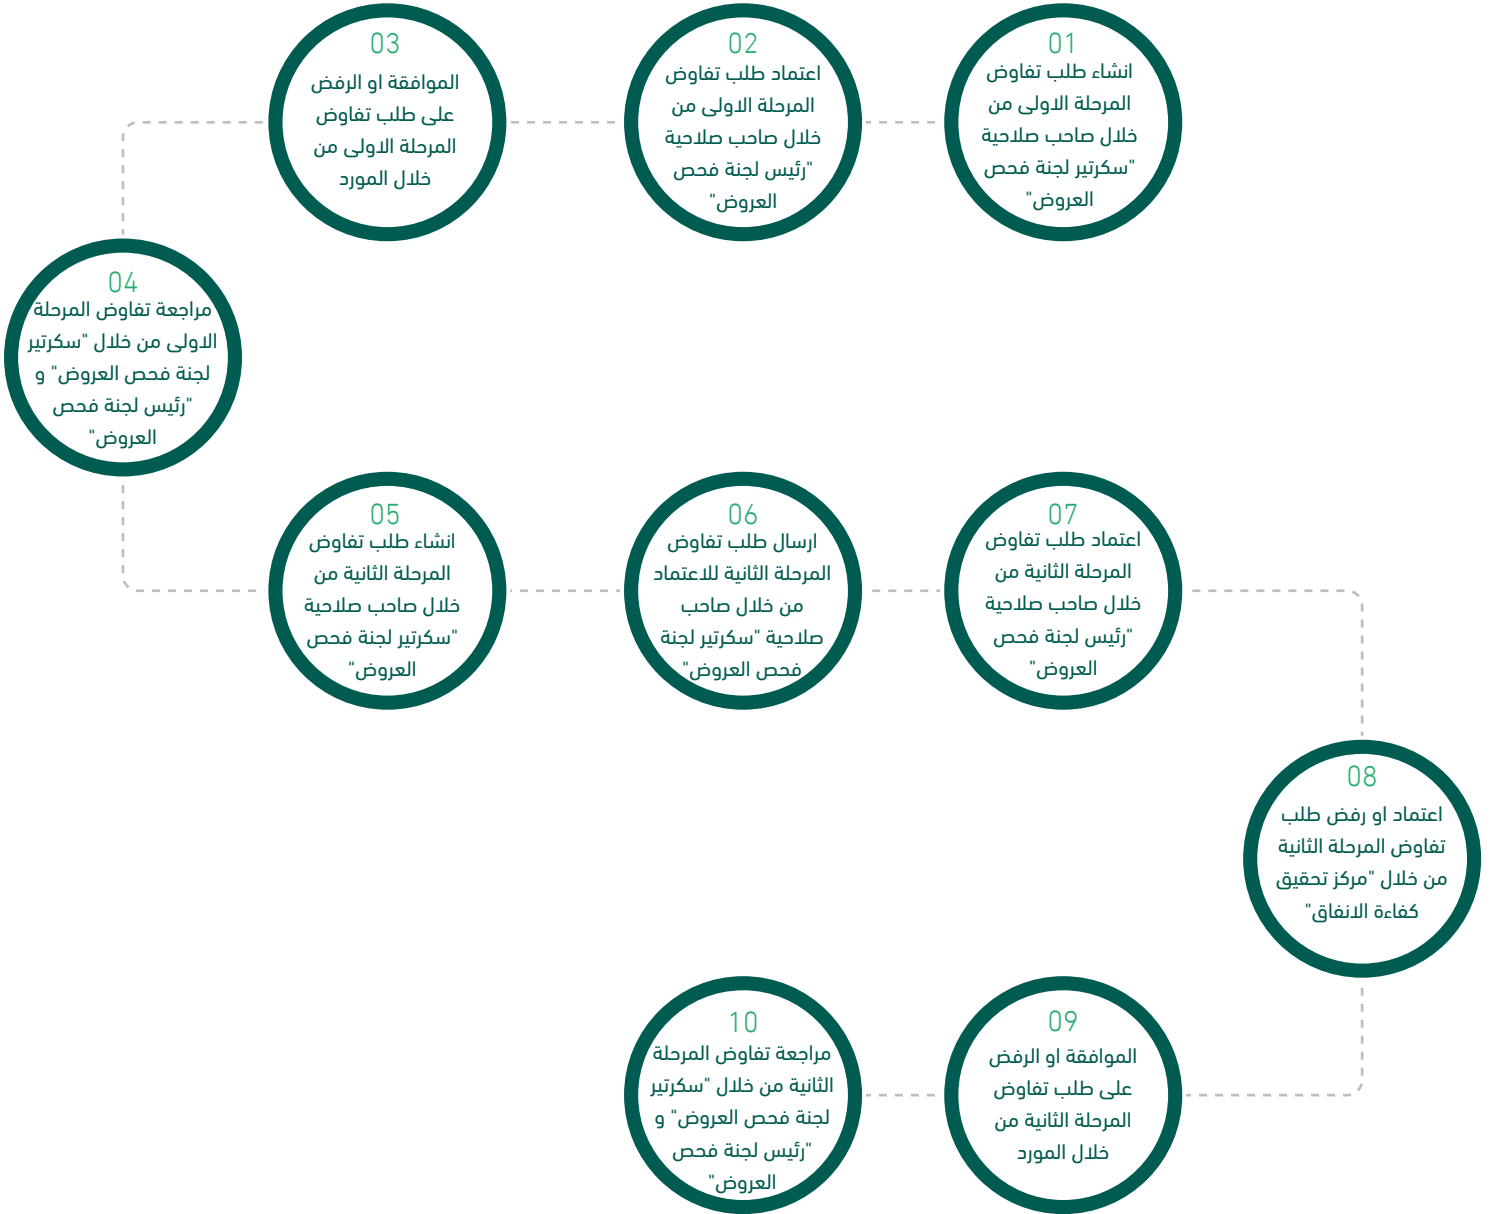 01
انشاء طلب تفاوض
المرحلة الاولى من
خلال صاحب صلاحية
"سكرتير لجنة فحص
العروض"
02
اعتماد طلب تفاوض
المرحلة الاولى من
خلال صاحب صلاحية
"رئيس لجنة فحص
العروض"
03
الموافقة او الرفض
على طلب تفاوض
المرحلة الاولى من
خلال المورد
04
مراجعة تفاوض المرحلة
الاولى من خلال "سكرتير
لجنة فحص العروض" و
"رئيس لجنة فحص
العروض"
05
انشاء طلب تفاوض
المرحلة الثانية من
خلال صاحب صلاحية
"سكرتير لجنة فحص
العروض"
06
ارسال طلب تفاوض
المرحلة الثانية للاعتماد
من خلال صاحب
صلاحية "سكرتير لجنة
فحص العروض"
07
اعتماد طلب تفاوض
المرحلة الثانية من
خلال صاحب صلاحية
"رئيس لجنة فحص
العروض"
08
اعتماد او رفض طلب
تفاوض المرحلة الثانية
من خلال "مركز تحقيق
كفاءة الانفاق"
09
الموافقة او الرفض
على طلب تفاوض
المرحلة الثانية من
خلال المورد
10
مراجعة تفاوض المرحلة
الثانية من خلال "سكرتير
لجنة فحص العروض" و
"رئيس لجنة فحص
العروض"